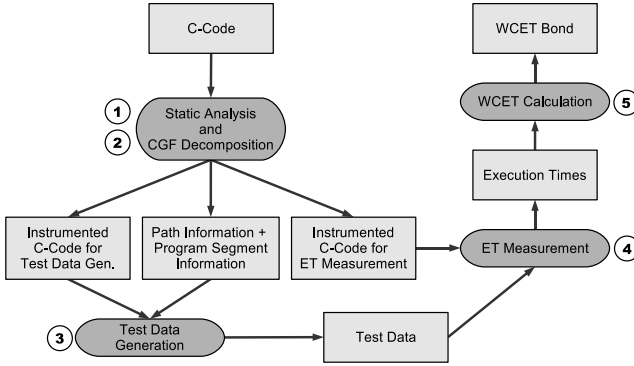 C-Code
WCET Bond
1
2
Static Analysis
and
CGF Decomposition
WCET Calculation
5
Execution Times
Instrumented
C-Code for
Test Data Gen.
Path Information +
Program Segment
Information
Instrumented
C-Code for
ET Measurement
ET Measurement
4
3
Test Data
Generation
Test Data